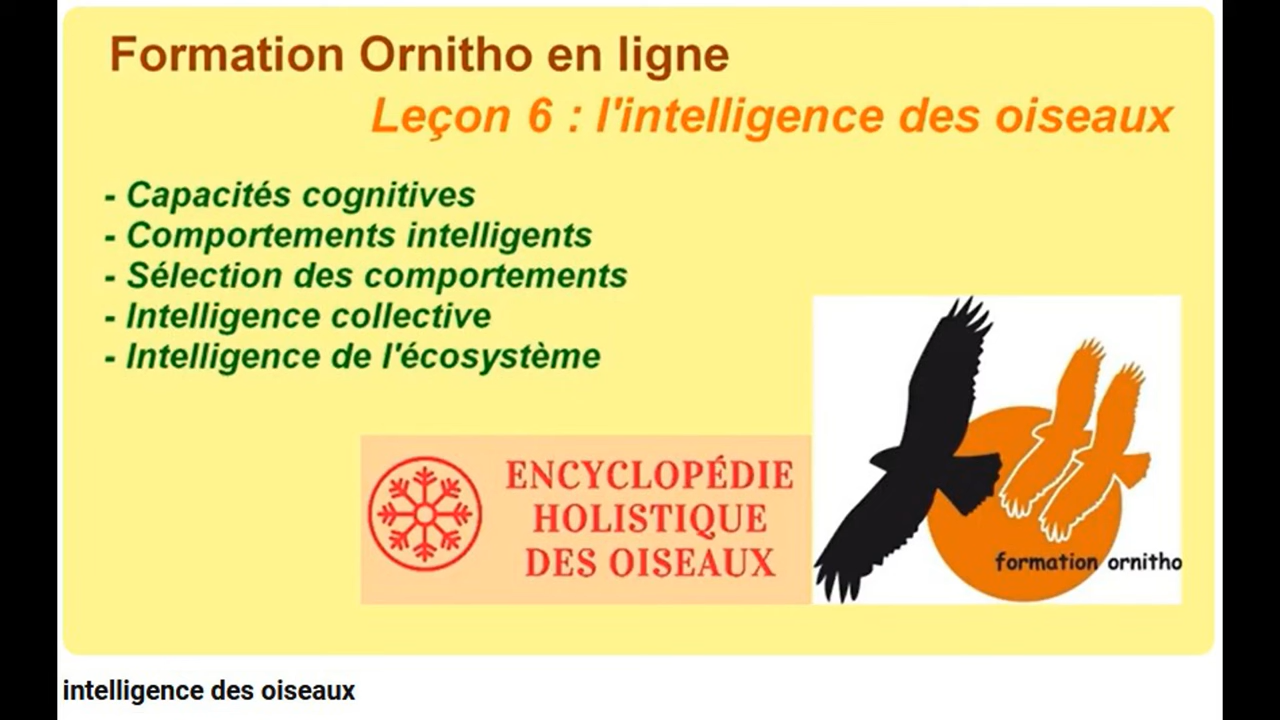 Formation Ornitho en ligne
Leçon 6 : l'intelligence des oiseaux
- Capacités cognitives
- Comportements intelligents
- Sélection des comportements
- Intelligence collective
- Intelligence de l'écosystème
ENCYCLOPÉDIE
HOLISTIQUE
DES OISEAUX
formation ornitho
intelligence des oiseaux